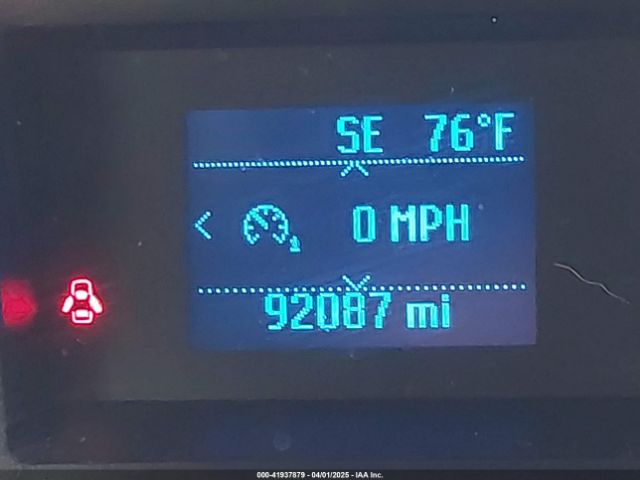 SE 76°F
0 MPH
92087 mi
000-41937879 - 04/01/2025 - IAA Inc.